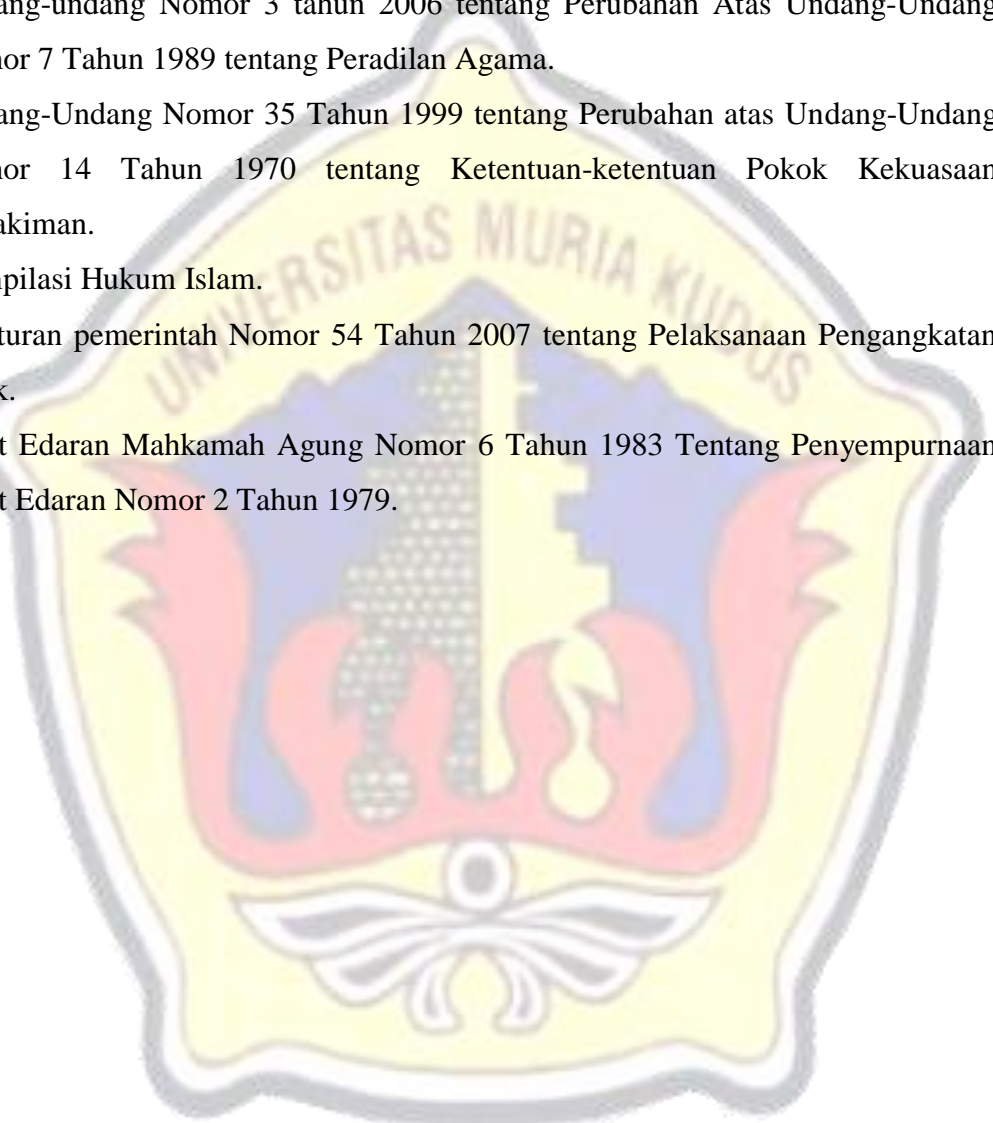 ang-undang Nomor 3 tahun 2006 tentang Perubahan Atas Undang-Undang
nor 7 Tahun 1989 tentang Peradilan Agama.
ang-Undang Nomor 35 Tahun 1999 tentang Perubahan atas Undang-Undang
nor 14 Tahun 1970 tentang Ketentuan-ketentuan Pokok Kekuasaan
akiman.
npilasi Hukum Islam.
turan pemerintah Nomor 54 Tahun 2007 tentang Pelaksanaan Pengangkatan
k.
t Edaran Mahkamah Agung Nomor 6 Tahun 1983 Tentang Penyempurnaan
t Edaran Nomor 2 Tahun 1979.
UNIVERSITAS MURIA KUDUS